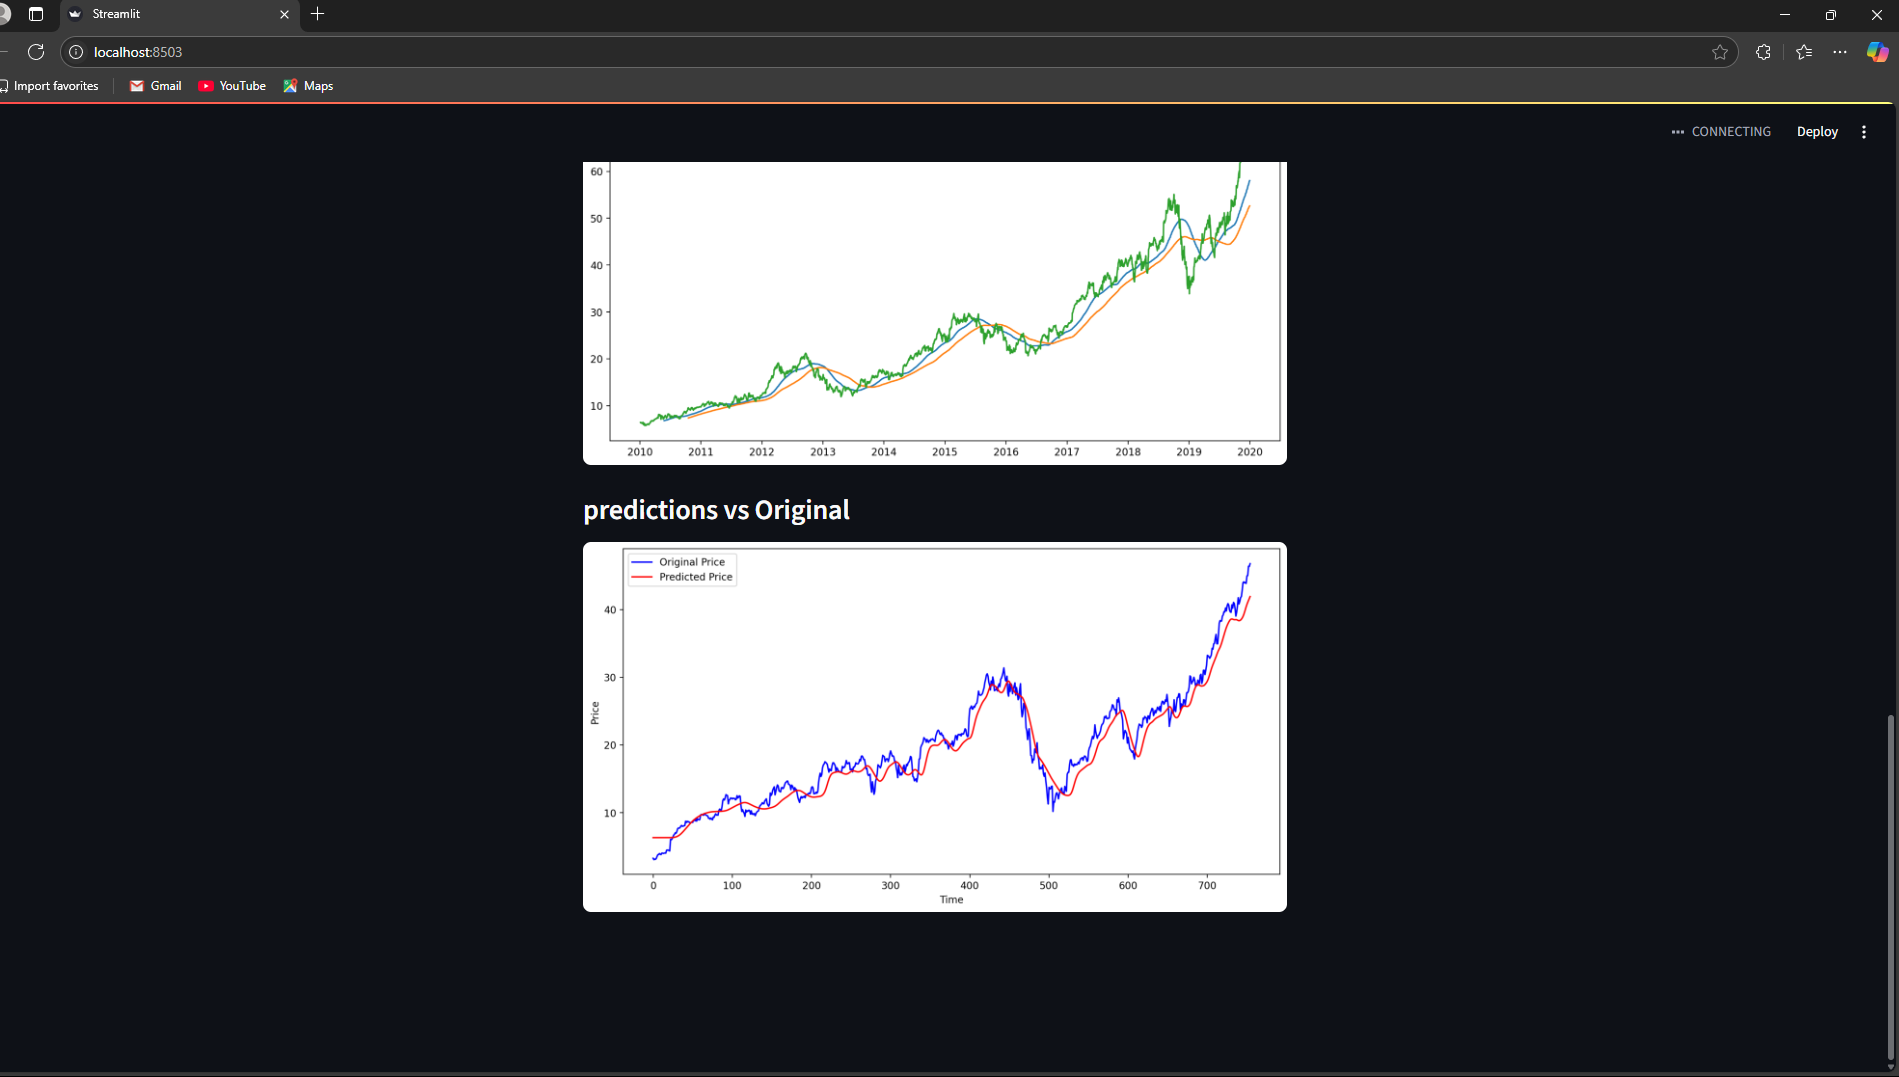 Streamlit
localhost:8503
Import favorites
Gmail
YouTube
Maps
CONNECTING
Deploy
60
50
40
30
20
10
2010 2011 2012 2013 2014 2015 2016 2017 2018 2019 2020
predictions vs Original
Original Price
Predicted Price
40
30
20
10
Price
0 100 200 300 400 500 600 700
Time